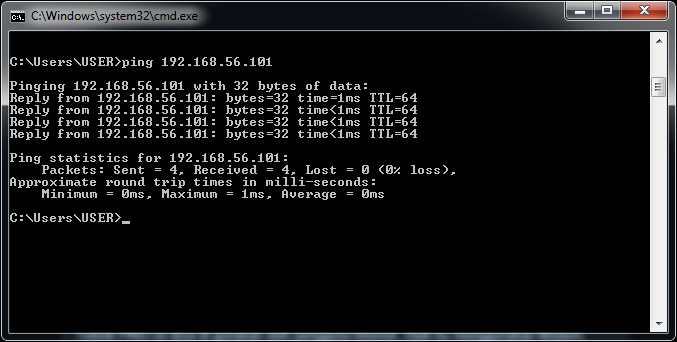 C:\Windows\system32\cmd.exe
C:\Users\USER>ping 192.168.56.101
Pinging 192.168.56.101 with 32 bytes of data:
Reply from 192.168.56.101: bytes=32 time=1ms TTL=64
Reply from 192.168.56.101: bytes=32 time<1ms TTL=64
Reply from 192.168.56.101: bytes=32 time<1ms TTL=64
Reply from 192.168.56.101: bytes=32 time<1ms TTL=64
Ping statistics for 192.168.56.101:
    Packets: Sent = 4, Received = 4, Lost = 0 (0% loss),
Approximate round trip times in milli-seconds:
    Minimum = 0ms, Maximum = 1ms, Average = 0ms
C:\Users\USER>_